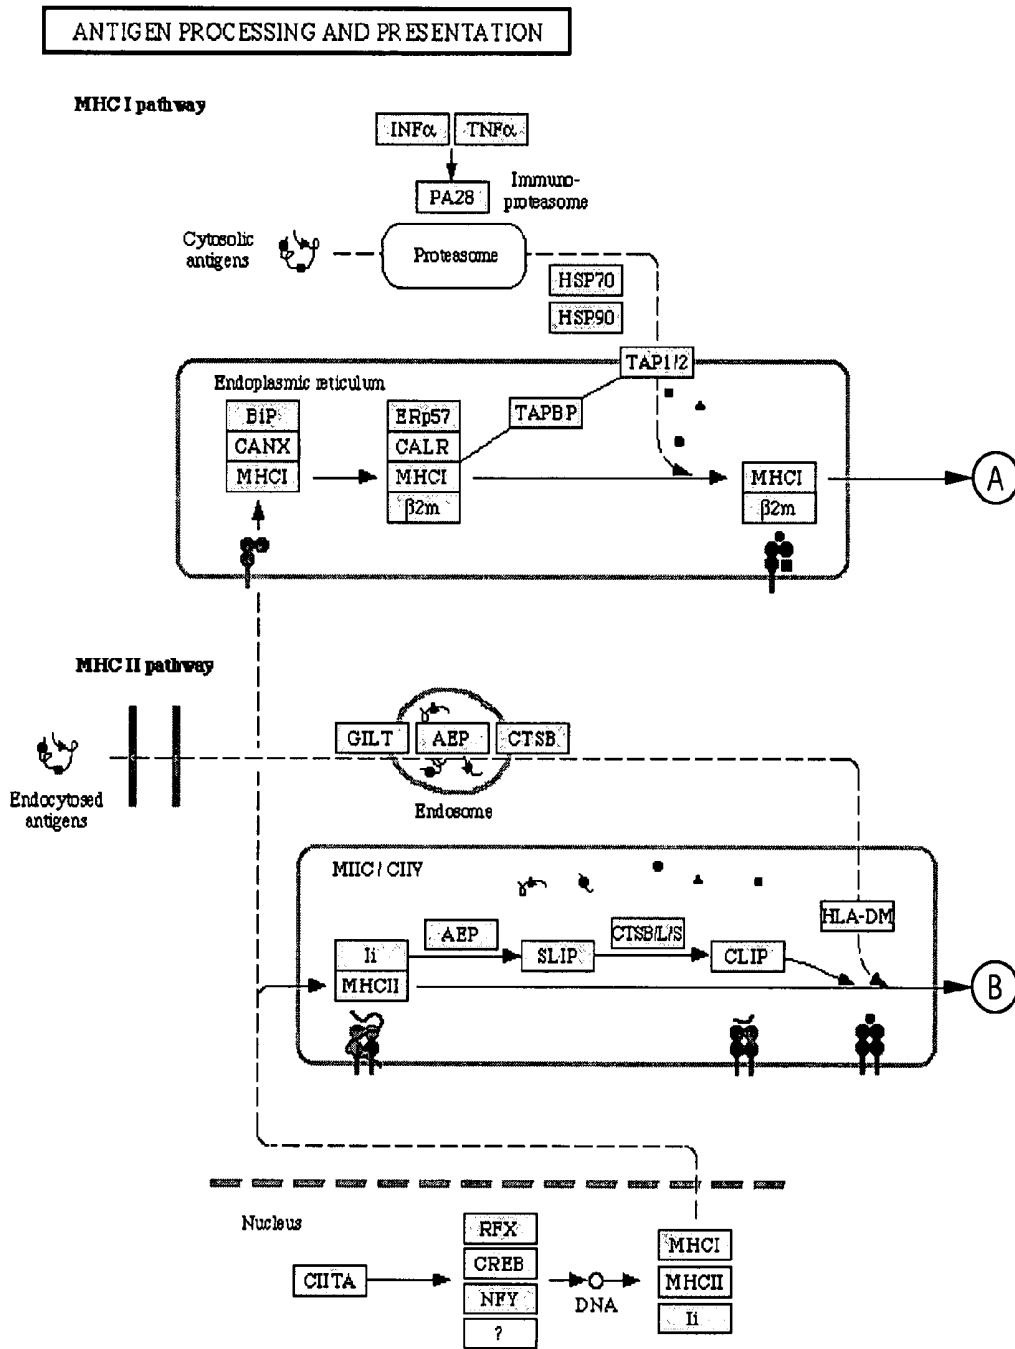 ANTIGEN PROCESSING AND PRESENTATION
MHC I pathway
INFα
TNFα
PA28
Immuno-
proteasome
Cytosolic
antigens
Proteasome
HSP70
HSP90
TAP1/2
Endoplasmic reticulum
BiP
CANX
MHCI
ERp57
CALR
MHCI
β2m
TAPBP
MHCI
β2m
A
MHC II pathway
GILT
AEP
CTSB
Endocytosed
antigens
Endosome
MIIC / CIIV
HLA-DM
AEP
CTSB/L/S
Ii
MHCII
SLIP
CLIP
B
Nucleus
CIITA
RFX
CREB
NFY
?
DNA
MHCI
MHCII
Ii